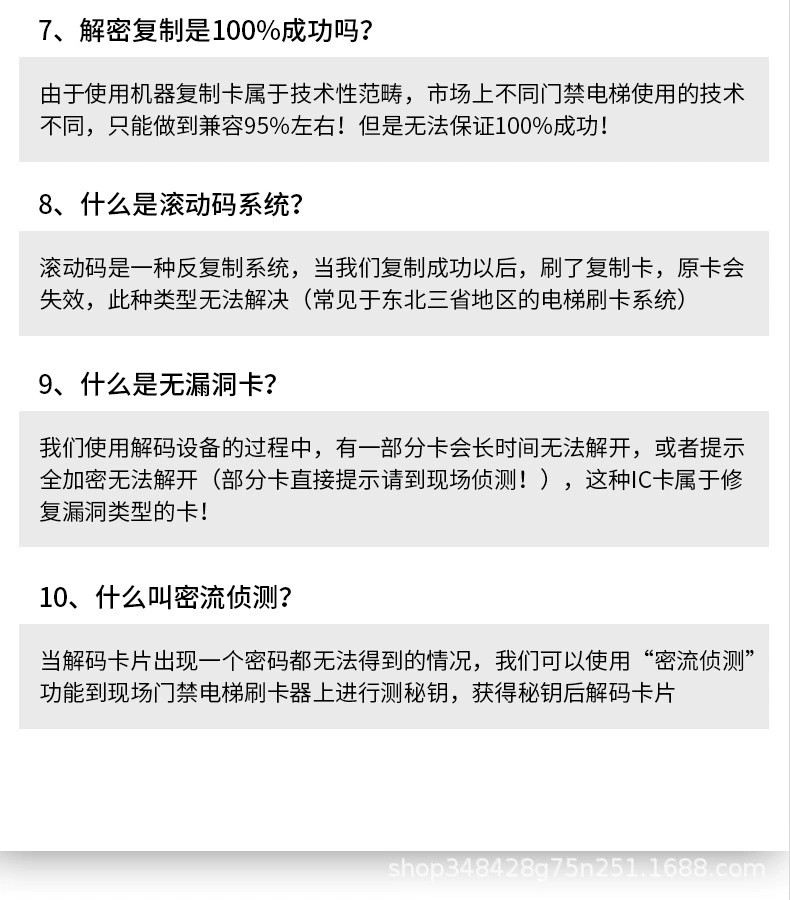 7、解密复制是100%成功吗？
由于使用机器复制卡属于技术性范畴，市场上不同门禁电梯使用的技术
不同，只能做到兼容95%左右！但是无法保证100%成功！
8、什么是滚动码系统？
滚动码是一种反复制系统，当我们复制成功以后，刷了复制卡，原卡会
失效，此种类型无法解决（常见于东北三省地区的电梯刷卡系统）
9、什么是无漏洞卡？
我们使用解码设备的过程中，有一部分卡会长时间无法解开，或者提示
全加密无法解开（部分卡直接提示请到现场侦测！），这种IC卡属于修
复漏洞类型的卡！
10、什么叫密流侦测？
当解码卡片出现一个密码都无法得到的情况，我们可以使用“密流侦测”
功能到现场门禁电梯刷卡器上进行测秘钥，获得秘钥后解码卡片
shop348428g75n251.1688.com